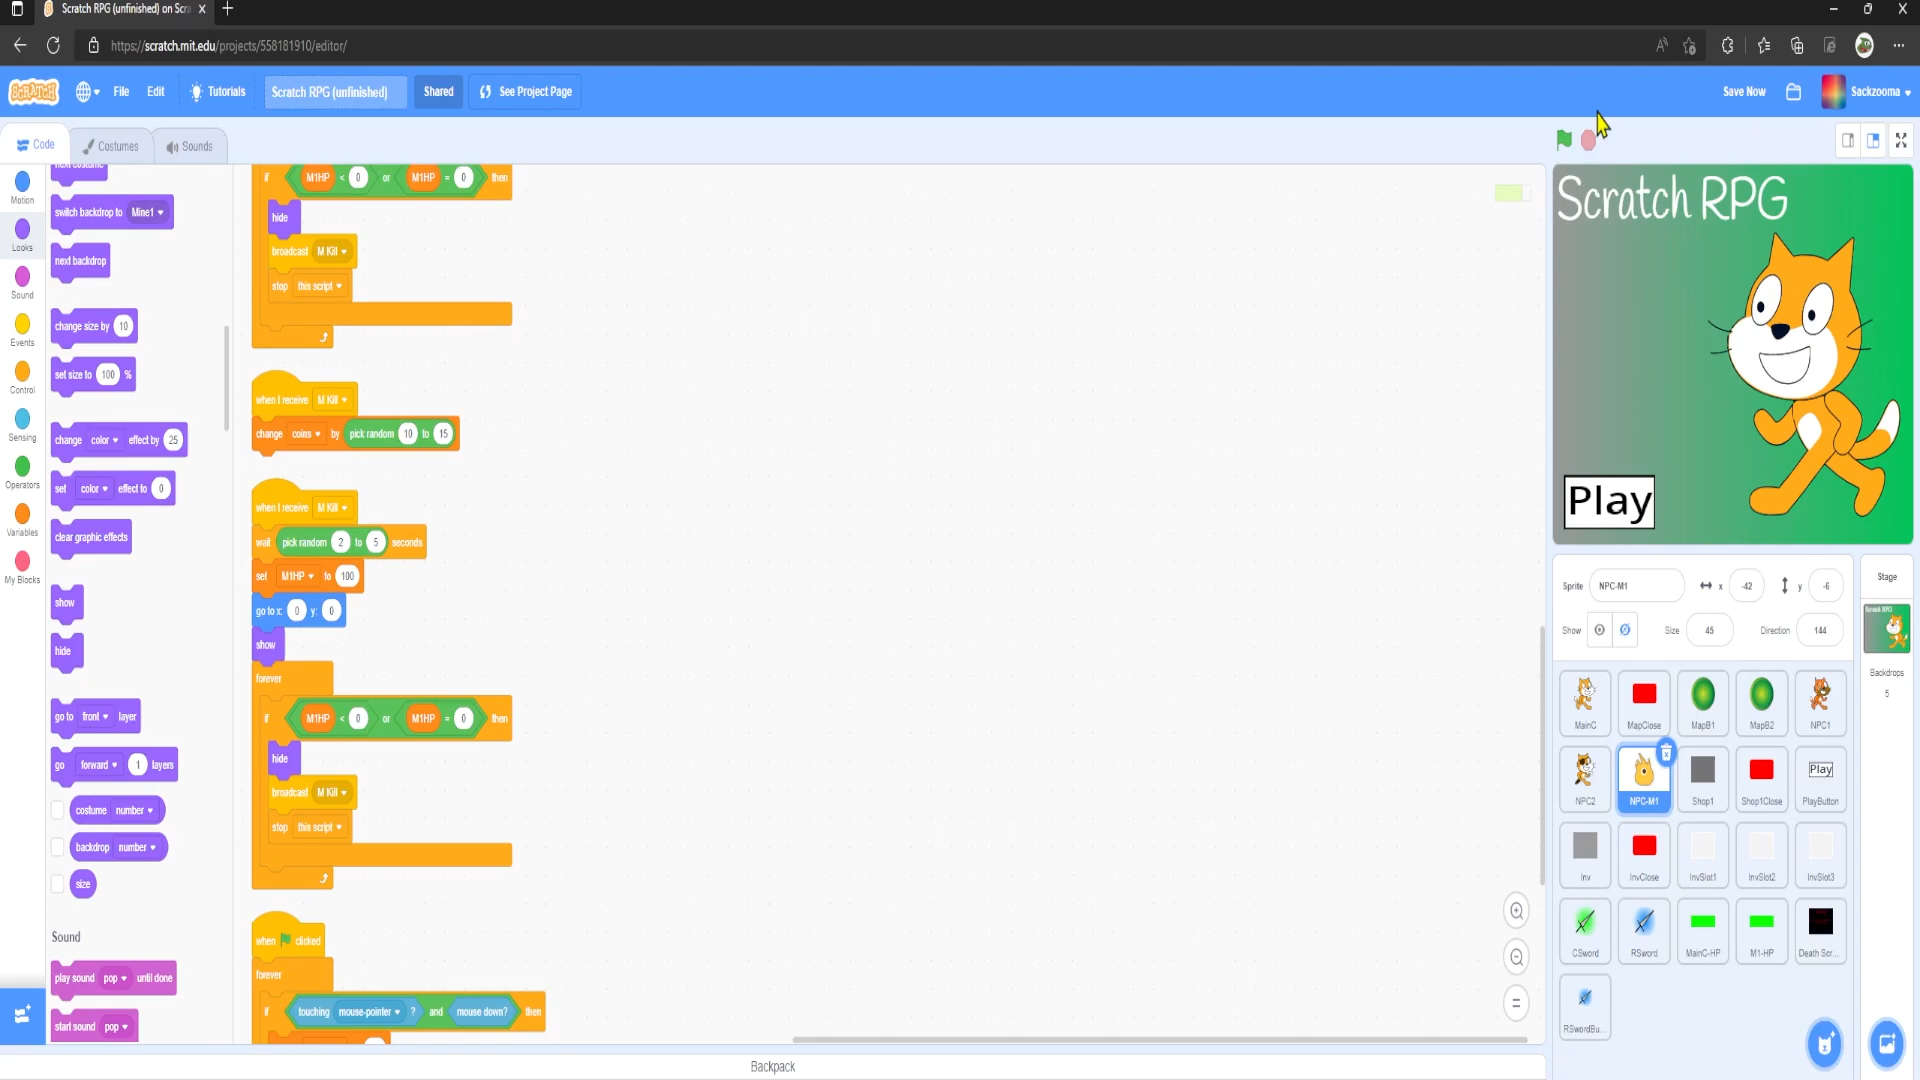 Scratch RPG (unfinished) on Scra
https://scratch.mit.edu/projects/558181910/editor/
SCRATCH File Edit Tutorials Scratch RPG (unfinished) Shared See Project Page Save Now Sackzooma
Code Costumes Sounds
Motion
Looks
Sound
Events
Control
Sensing
Operators
Variables
My Blocks
next costume
switch backdrop to Mine1
next backdrop
change size by 10
set size to 100 %
change color effect by 25
set color effect to 0
clear graphic effects
show
hide
go to front layer
go forward 1 layers
costume number
backdrop number
size
Sound
play sound pop until done
start sound pop
if M1HP < 0 or M1HP = 0 then
hide
broadcast M Kill
stop this script
when I receive M Kill
change coins by pick random 10 to 15
when I receive M Kill
wait pick random 2 to 5 seconds
set M1HP to 100
go to x: 0 y: 0
show
forever
if M1HP < 0 or M1HP = 0 then
hide
broadcast M Kill
stop this script
when clicked
forever
if touching mouse-pointer ? and mouse down? then
Backpack
Scratch RPG
Play
Sprite NPC-M1 x -42 y -6
Show Size 45 Direction 144
MainC MapClose MapB1 MapB2 NPC1
NPC2 NPC-M1 Shop1 Shop1Close Play PlayButton
Inv InvClose InvSlot1 InvSlot2 InvSlot3
CSword RSword MainC-HP M1-HP Death Scr...
RSwordBu...
Stage
Scratch RPG
Backdrops
5